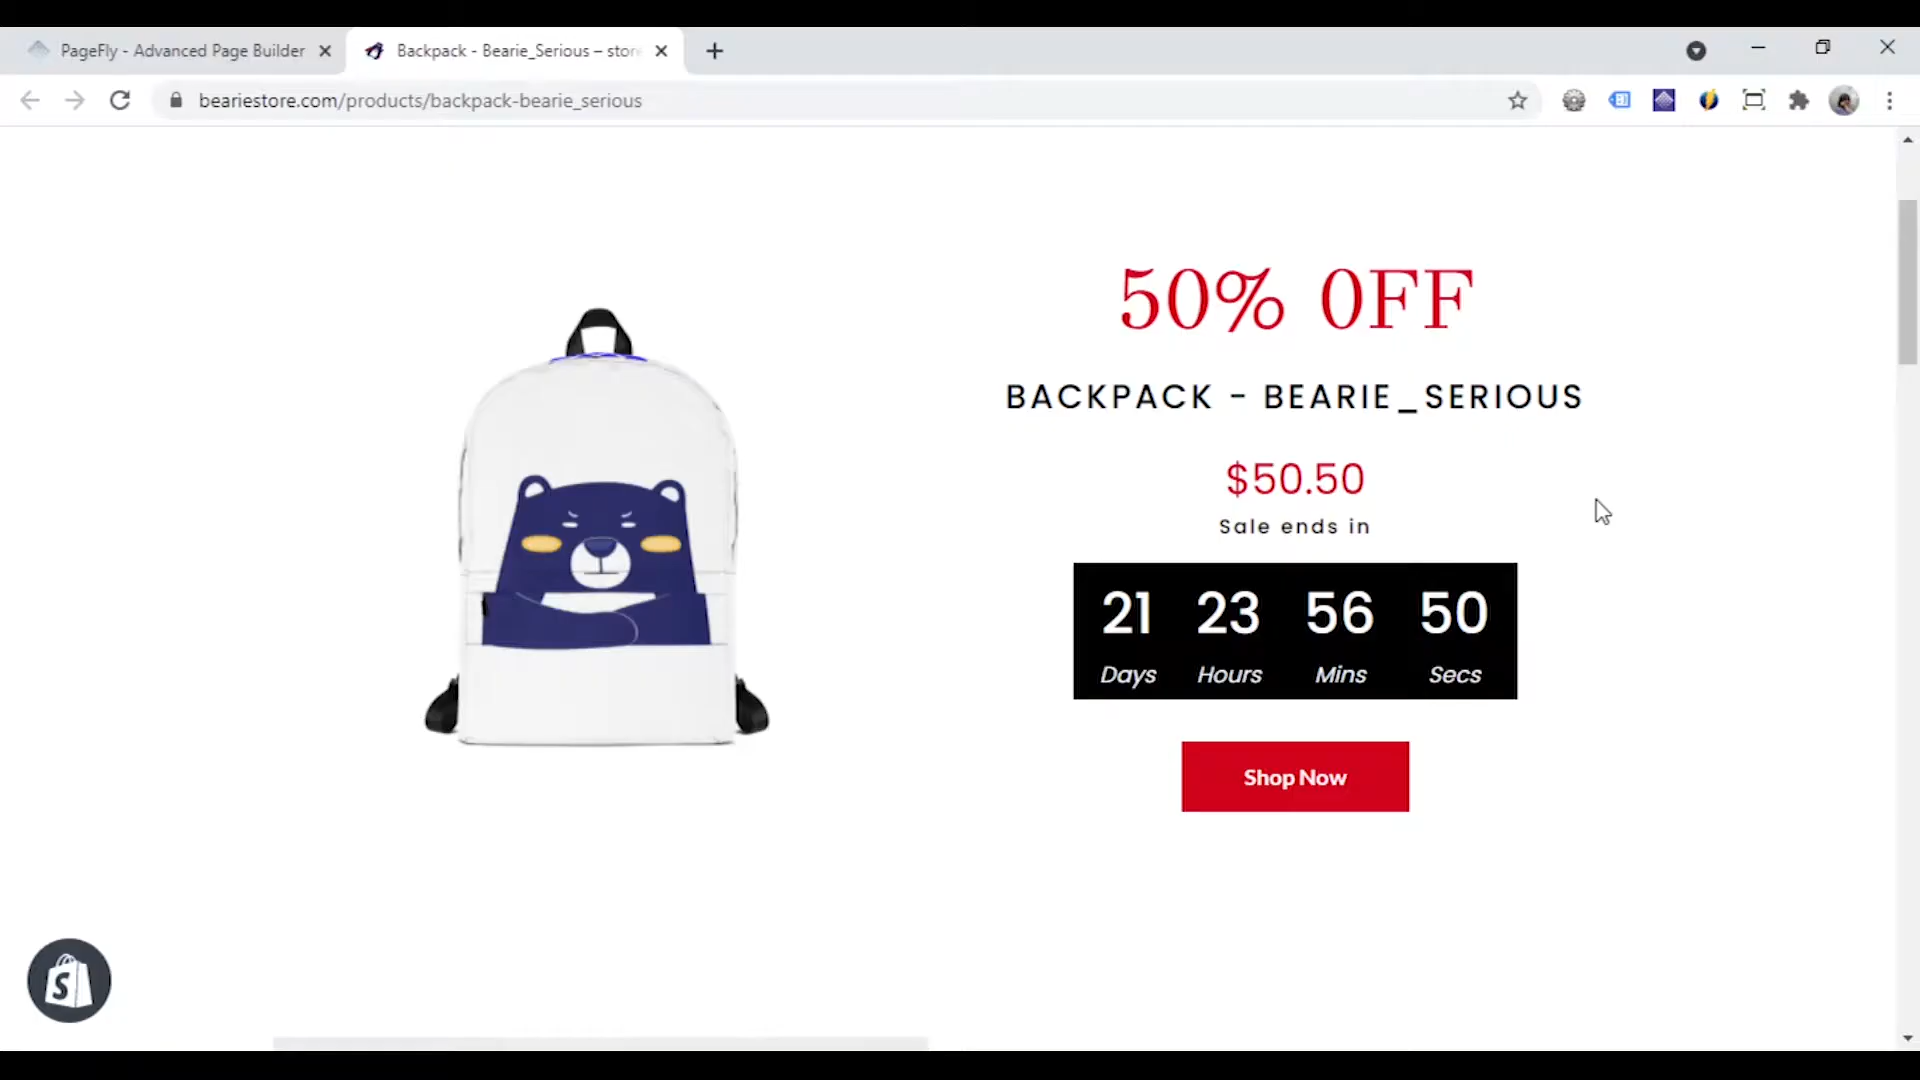 PageFly - Advanced Page Builder
Backpack - Bearie_Serious – stor
beariestore.com/products/backpack-bearie_serious
50% OFF
BACKPACK - BEARIE_SERIOUS
$50.50
Sale ends in
21 23 56 50
Days Hours Mins Secs
Shop Now
S